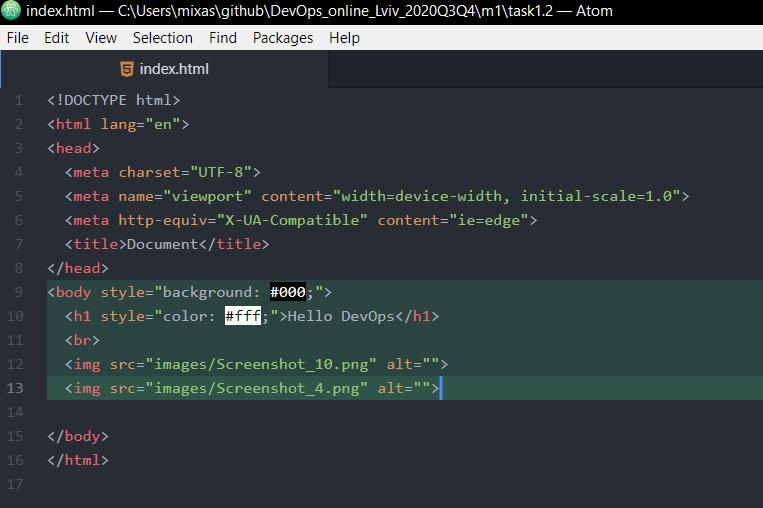 index.html — C:\Users\mixas\github\DevOps_online_Lviv_2020Q3Q4\m1\task1.2 — Atom
File Edit View Selection Find Packages Help
index.html
1 <!DOCTYPE html>
2 <html lang="en">
3 <head>
4 <meta charset="UTF-8">
5 <meta name="viewport" content="width=device-width, initial-scale=1.0">
6 <meta http-equiv="X-UA-Compatible" content="ie=edge">
7 <title>Document</title>
8 </head>
9 <body style="background: #000;">
10 <h1 style="color: #fff;">Hello DevOps</h1>
11 <br>
12 <img src="images/Screenshot_10.png" alt="">
13 <img src="images/Screenshot_4.png" alt="">
14
15 </body>
16 </html>
17